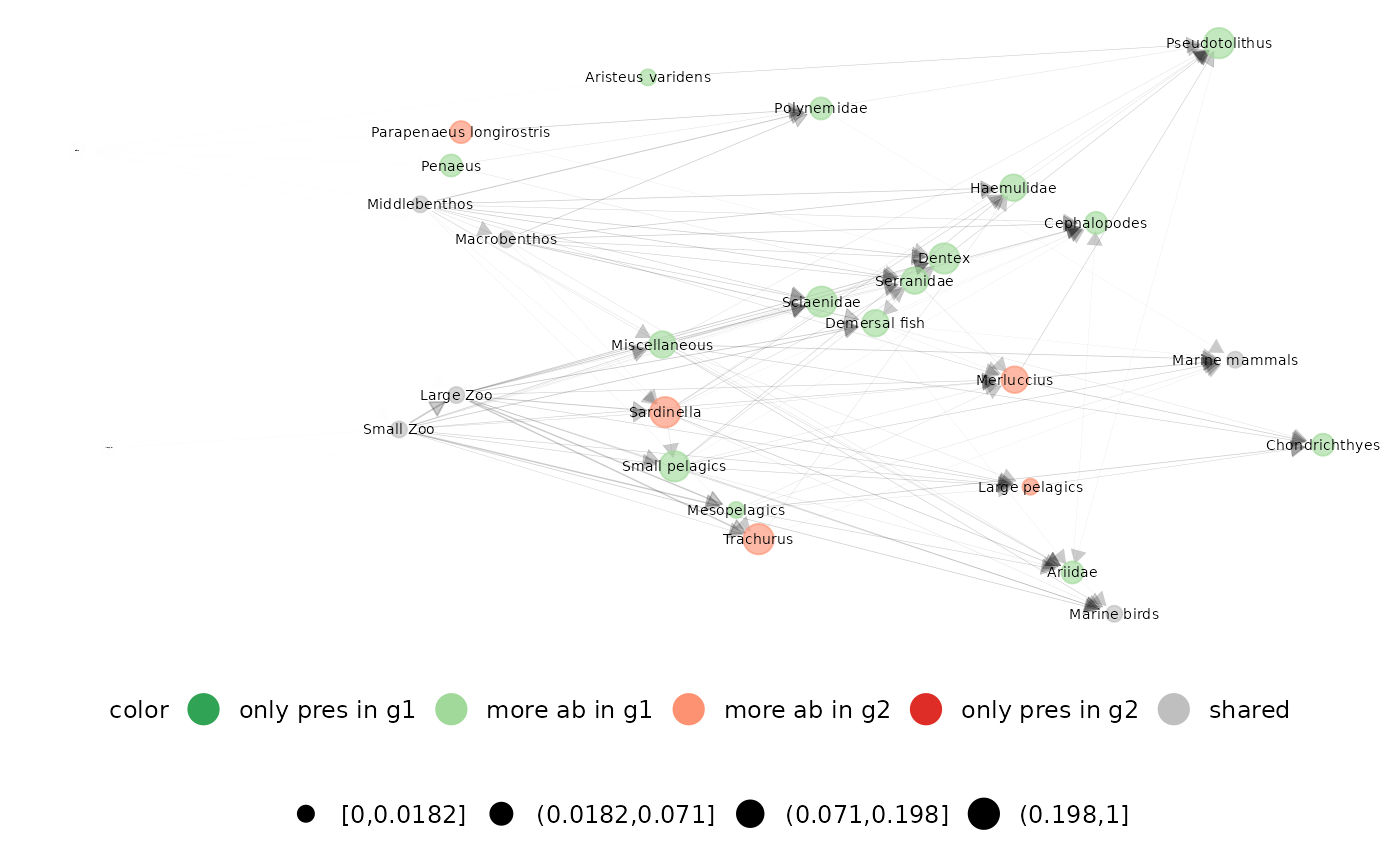 Pseudotolithus
Aristeus varidens
Polynemidae
Parapenaeus longirostris
Penaeus
Haemulidae
Middlebenthos
Cephalopodes
Macrobenthos
Dentex
Serranidae
Sciaenidae
Demersal fish
Miscellaneous
Marine mammals
Merluccius
Large Zoo
Sardinella
Small Zoo
Chondrichthyes
Small pelagics
Large pelagics
Mesopelagics
Trachurus
Ariidae
Marine birds
color only pres in g1 more ab in g1 more ab in g2 only pres in g2 shared
[0,0.0182] (0.0182,0.071] (0.071,0.198] (0.198,1]